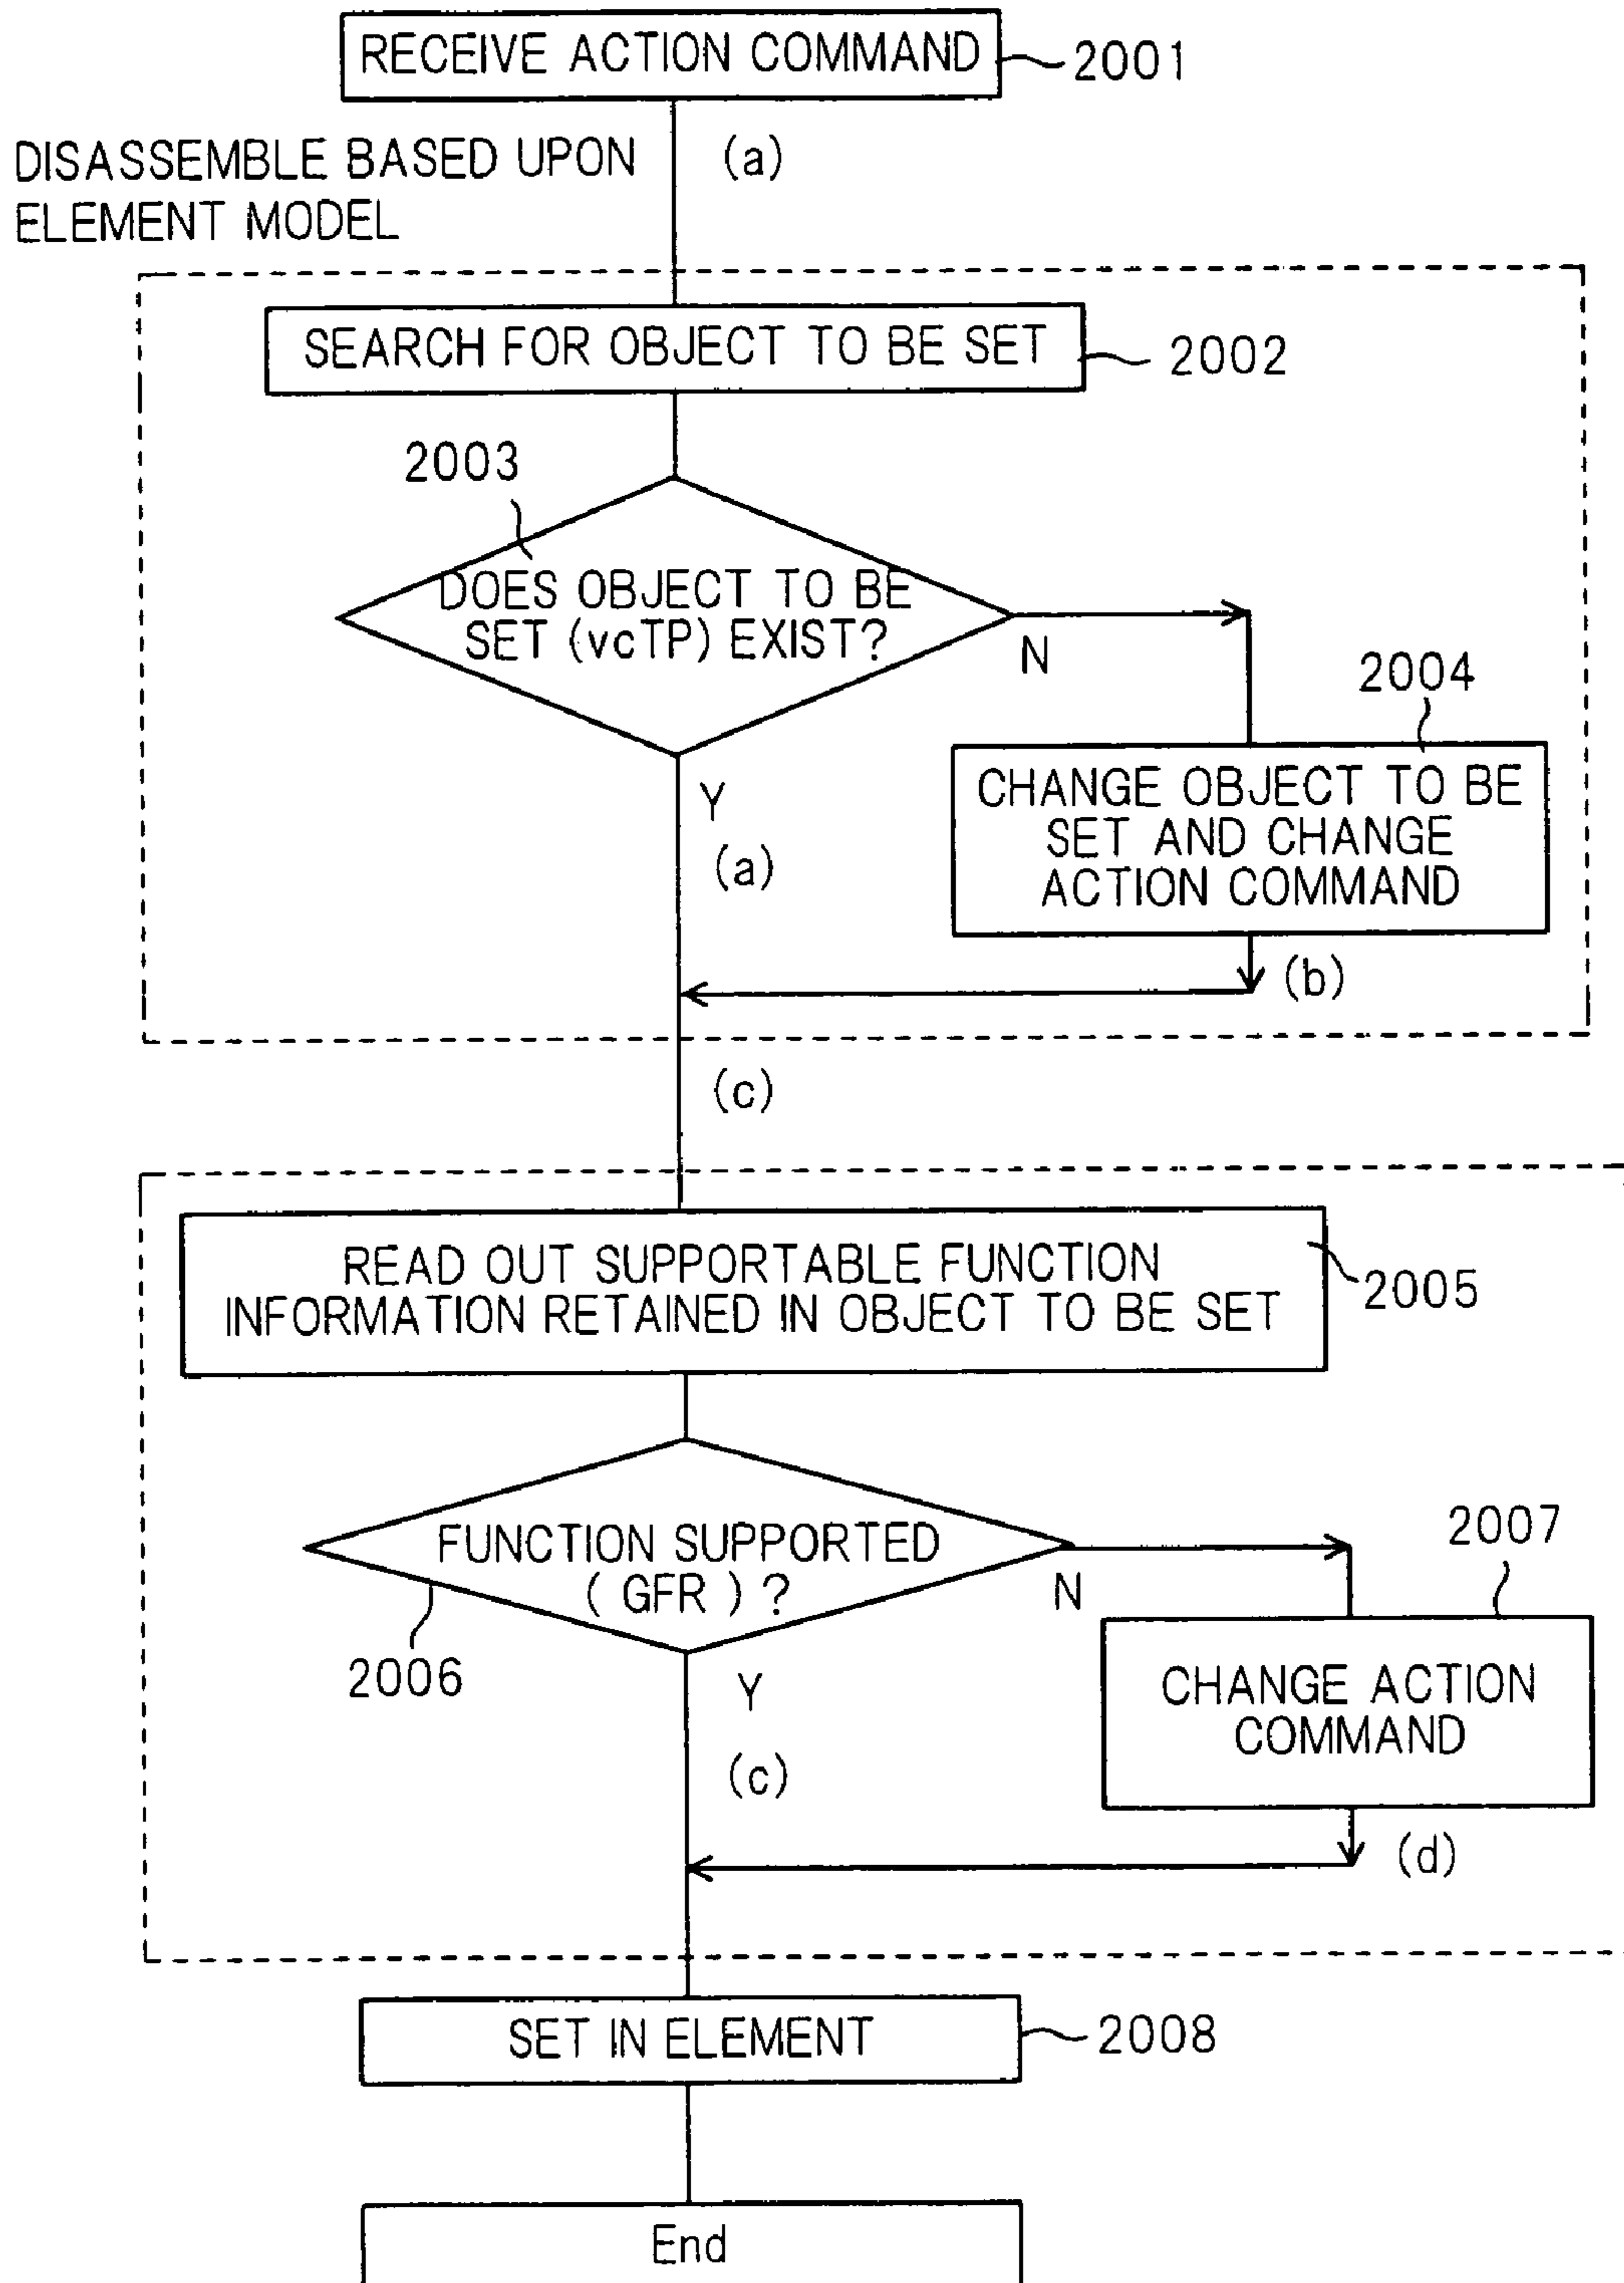 RECEIVE ACTION COMMAND
2001
DISASSEMBLE BASED UPON
ELEMENT MODEL
(a)
SEARCH FOR OBJECT TO BE SET
2002
2003
DOES OBJECT TO BE
SET (vcTP) EXIST?
N
2004
CHANGE OBJECT TO BE
SET AND CHANGE
ACTION COMMAND
Y
(a)
(b)
(c)
READ OUT SUPPORTABLE FUNCTION
INFORMATION RETAINED IN OBJECT TO BE SET
2005
FUNCTION SUPPORTED
( GFR ) ?
N
2006
2007
CHANGE ACTION
COMMAND
Y
(c)
(d)
SET IN ELEMENT
2008
End